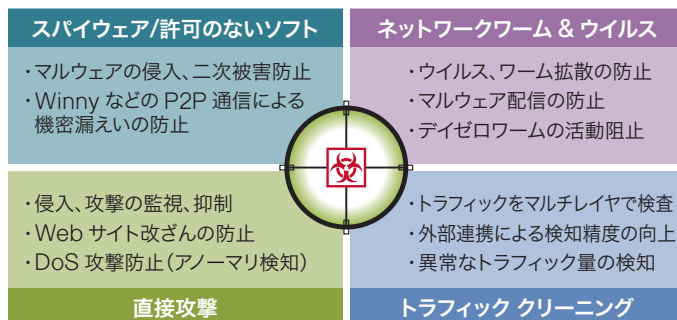 スパイウェア/許可のないソフト
・マルウェアの侵入、二次被害防止
・Winny などの P2P 通信による
機密漏えいの防止
ネットワークワーム & ウイルス
・ウイルス、ワーム拡散の防止
・マルウェア配信の防止
・デイゼロワームの活動阻止
・侵入、攻撃の監視、抑制
・Web サイト改ざんの防止
・DoS 攻撃防止(アノーマリ検知)
直接攻撃
・トラフィックをマルチレイヤで検査
・外部連携による検知精度の向上
・異常なトラフィック量の検知
トラフィック クリーニング